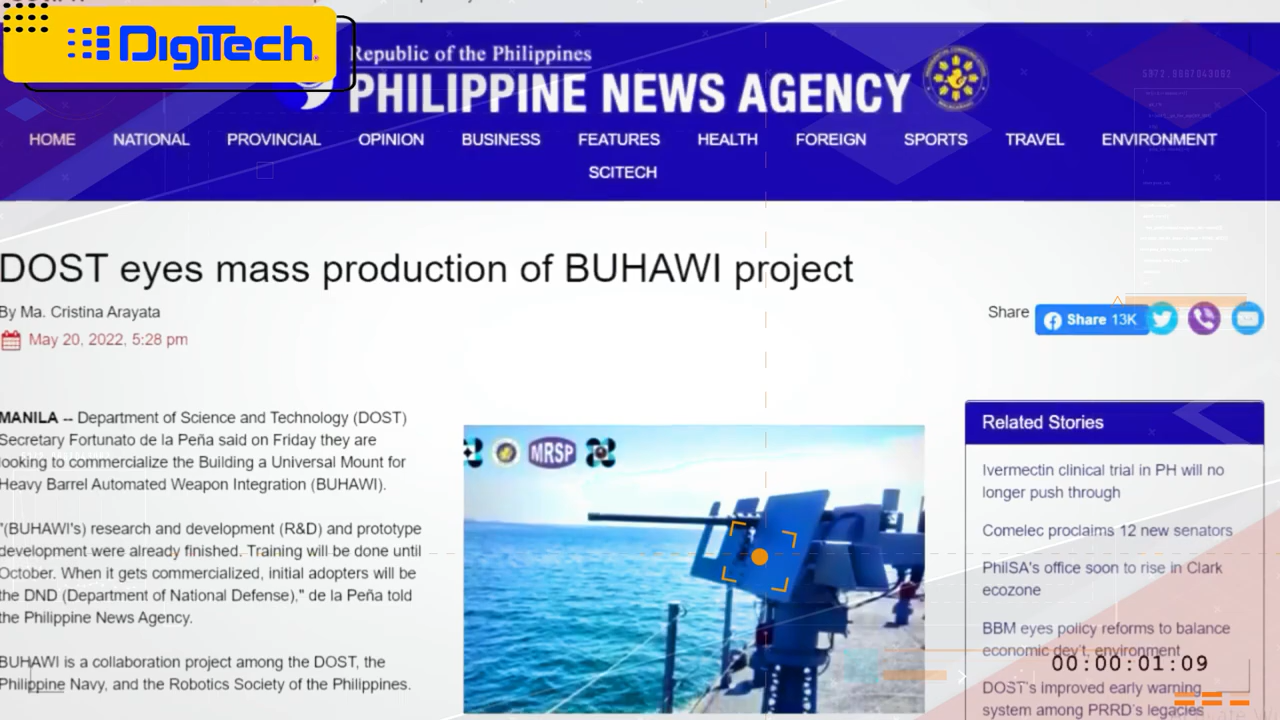 DigiTech
Republic of the Philippines
PHILIPPINE NEWS AGENCY
5972.0087043062
HOME NATIONAL PROVINCIAL OPINION BUSINESS FEATURES HEALTH FOREIGN SPORTS TRAVEL ENVIRONMENT
SCITECH
DOST eyes mass production of BUHAWI project
By Ma. Cristina Arayata
May 20, 2022, 5:28 pm
Share
Share 13K
MANILA -- Department of Science and Technology (DOST)
Secretary Fortunato de la Peña said on Friday they are
looking to commercialize the Building a Universal Mount for
Heavy Barrel Automated Weapon Integration (BUHAWI).
"(BUHAWI's) research and development (R&D) and prototype
development were already finished. Training will be done until
October. When it gets commercialized, initial adopters will be
the DND (Department of National Defense)," de la Peña told
the Philippine News Agency.
BUHAWI is a collaboration project among the DOST, the
Philippine Navy, and the Robotics Society of the Philippines.
MRSP
Related Stories
Ivermectin clinical trial in PH will no
longer push through
Comelec proclaims 12 new senators
PhilSA's office soon to rise in Clark
ecozone
BBM eyes policy reforms to balance
economic dev't, environment
00:00:01:09
DOST's improved early warning
system among PRRD's legacies